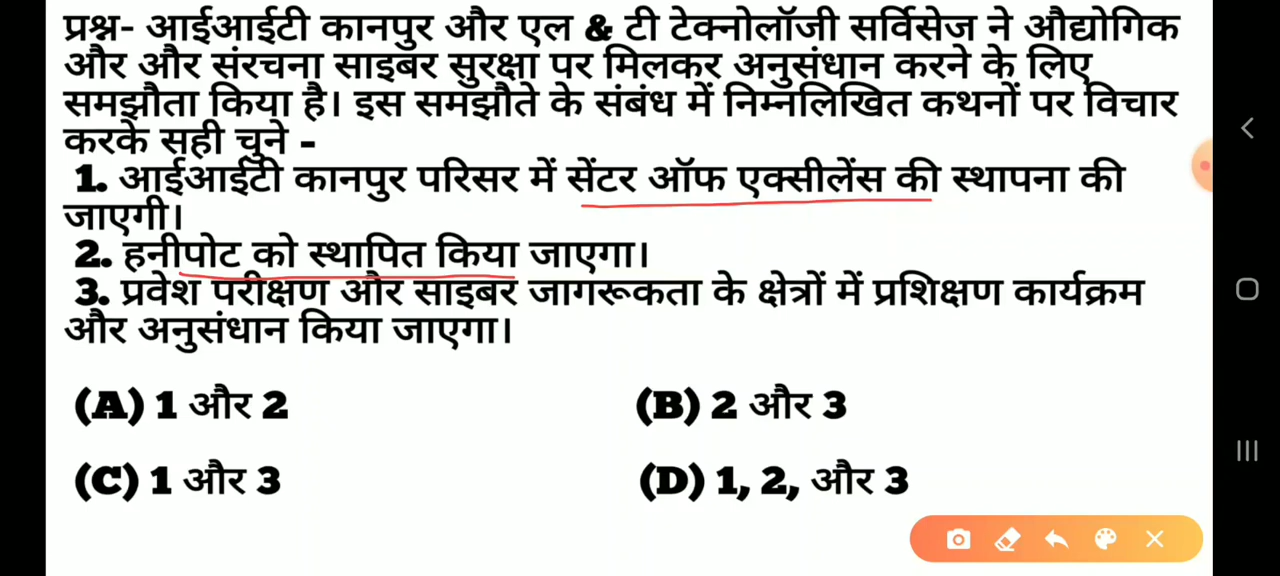 प्रश्न- आईआईटी कानपुर और एल & टी टेक्नोलॉजी सर्विसेज ने औद्योगिक
और और संरचना साइबर सुरक्षा पर मिलकर अनुसंधान करने के लिए
समझौता किया है। इस समझौते के संबंध में निम्नलिखित कथनों पर विचार
करके सही चुने -
1. आईआईटी कानपुर परिसर में सेंटर ऑफ एक्सीलेंस की स्थापना की
जाएगी।
2. हनीपोट को स्थापित किया जाएगा।
3. प्रवेश परीक्षण और साइबर जागरूकता के क्षेत्रों में प्रशिक्षण कार्यक्रम
और अनुसंधान किया जाएगा।
(A) 1 और 2 (B) 2 और 3
(C) 1 और 3 (D) 1, 2, और 3